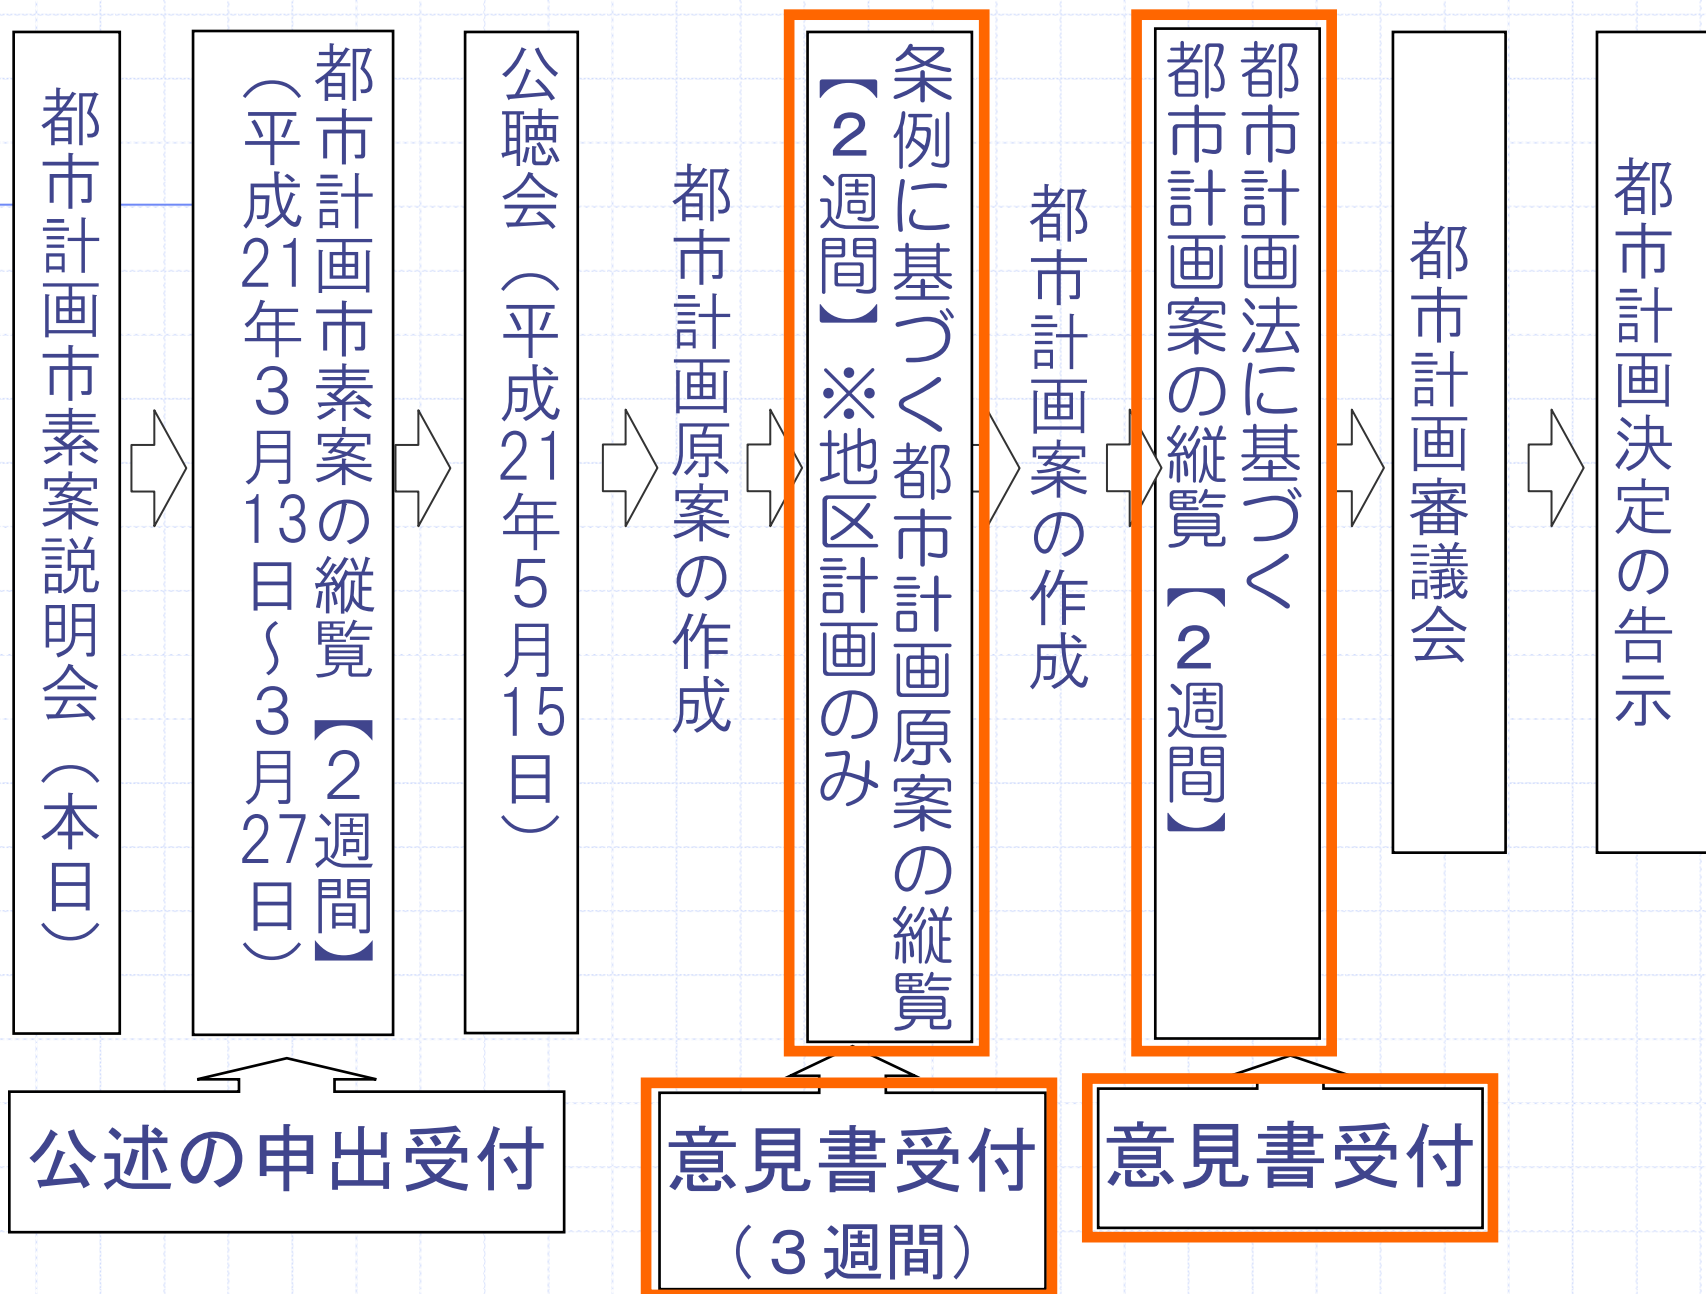 都市計画市素案説明会（本日）
都市計画市素案の縦覧【２週間】
（平成21年３月13日～３月27日）
公聴会（平成21年５月15日）
都市計画原案の作成
条例に基づく都市計画原案の縦覧
【２週間】※地区計画のみ
都市計画案の作成
都市計画法に基づく
都市計画案の縦覧【２週間】
都市計画審議会
都市計画決定の告示
公述の申出受付
意見書受付
（３週間）
意見書受付